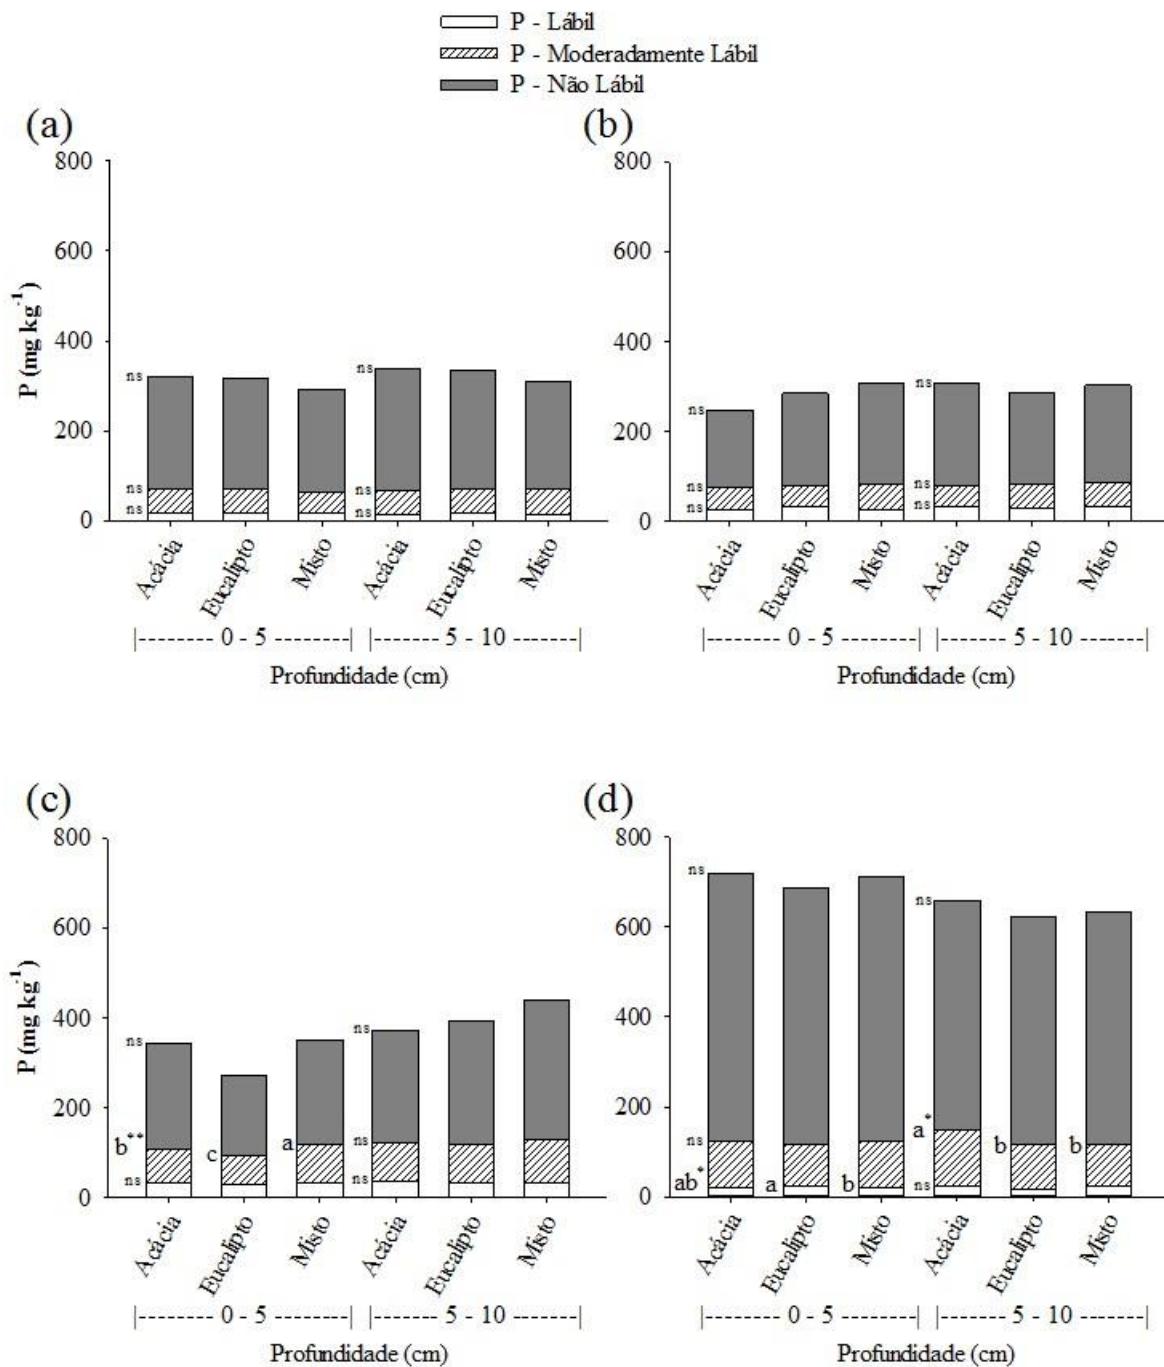 P - Lábil
P - Moderadamente Lábil
P - Não Lábil
(a)
800
600
400
200
0
P (mg kg-1)
ns
ns
ns
ns
ns
ns
Acácia
Eucalipto
Misto
Acácia
Eucalipto
Misto
|-------- 0 - 5 ---------|-------- 5 - 10 --------|
Profundidade (cm)
(b)
800
600
400
200
0
ns
ns
ns
ns
ns
ns
Acácia
Eucalipto
Misto
Acácia
Eucalipto
Misto
|-------- 0 - 5 ---------|-------- 5 - 10 --------|
Profundidade (cm)
(c)
800
600
400
200
0
P (mg kg-1)
ns
b**
ns
c
a
ns
ns
ns
Acácia
Eucalipto
Misto
Acácia
Eucalipto
Misto
|-------- 0 - 5 ---------|-------- 5 - 10 --------|
Profundidade (cm)
(d)
800
600
400
200
0
ns
ns
ab*
a
b
ns
a*
ns
b
b
Acácia
Eucalipto
Misto
Acácia
Eucalipto
Misto
|-------- 0 - 5 ---------|-------- 5 - 10 --------|
Profundidade (cm)